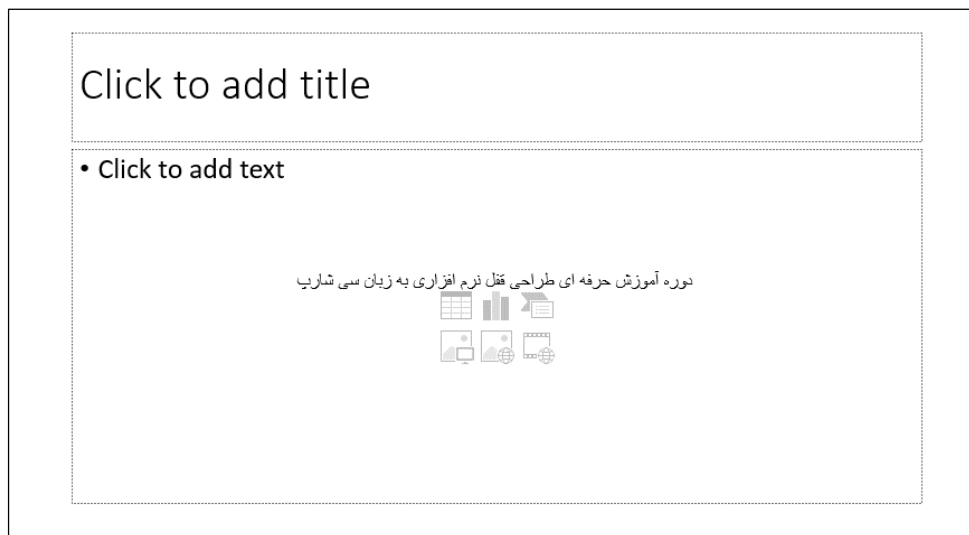 Click to add title
• Click to add text
دوره آموزش حرفه ای طراحی قفل نرم افزاری به زبان سی شارپ